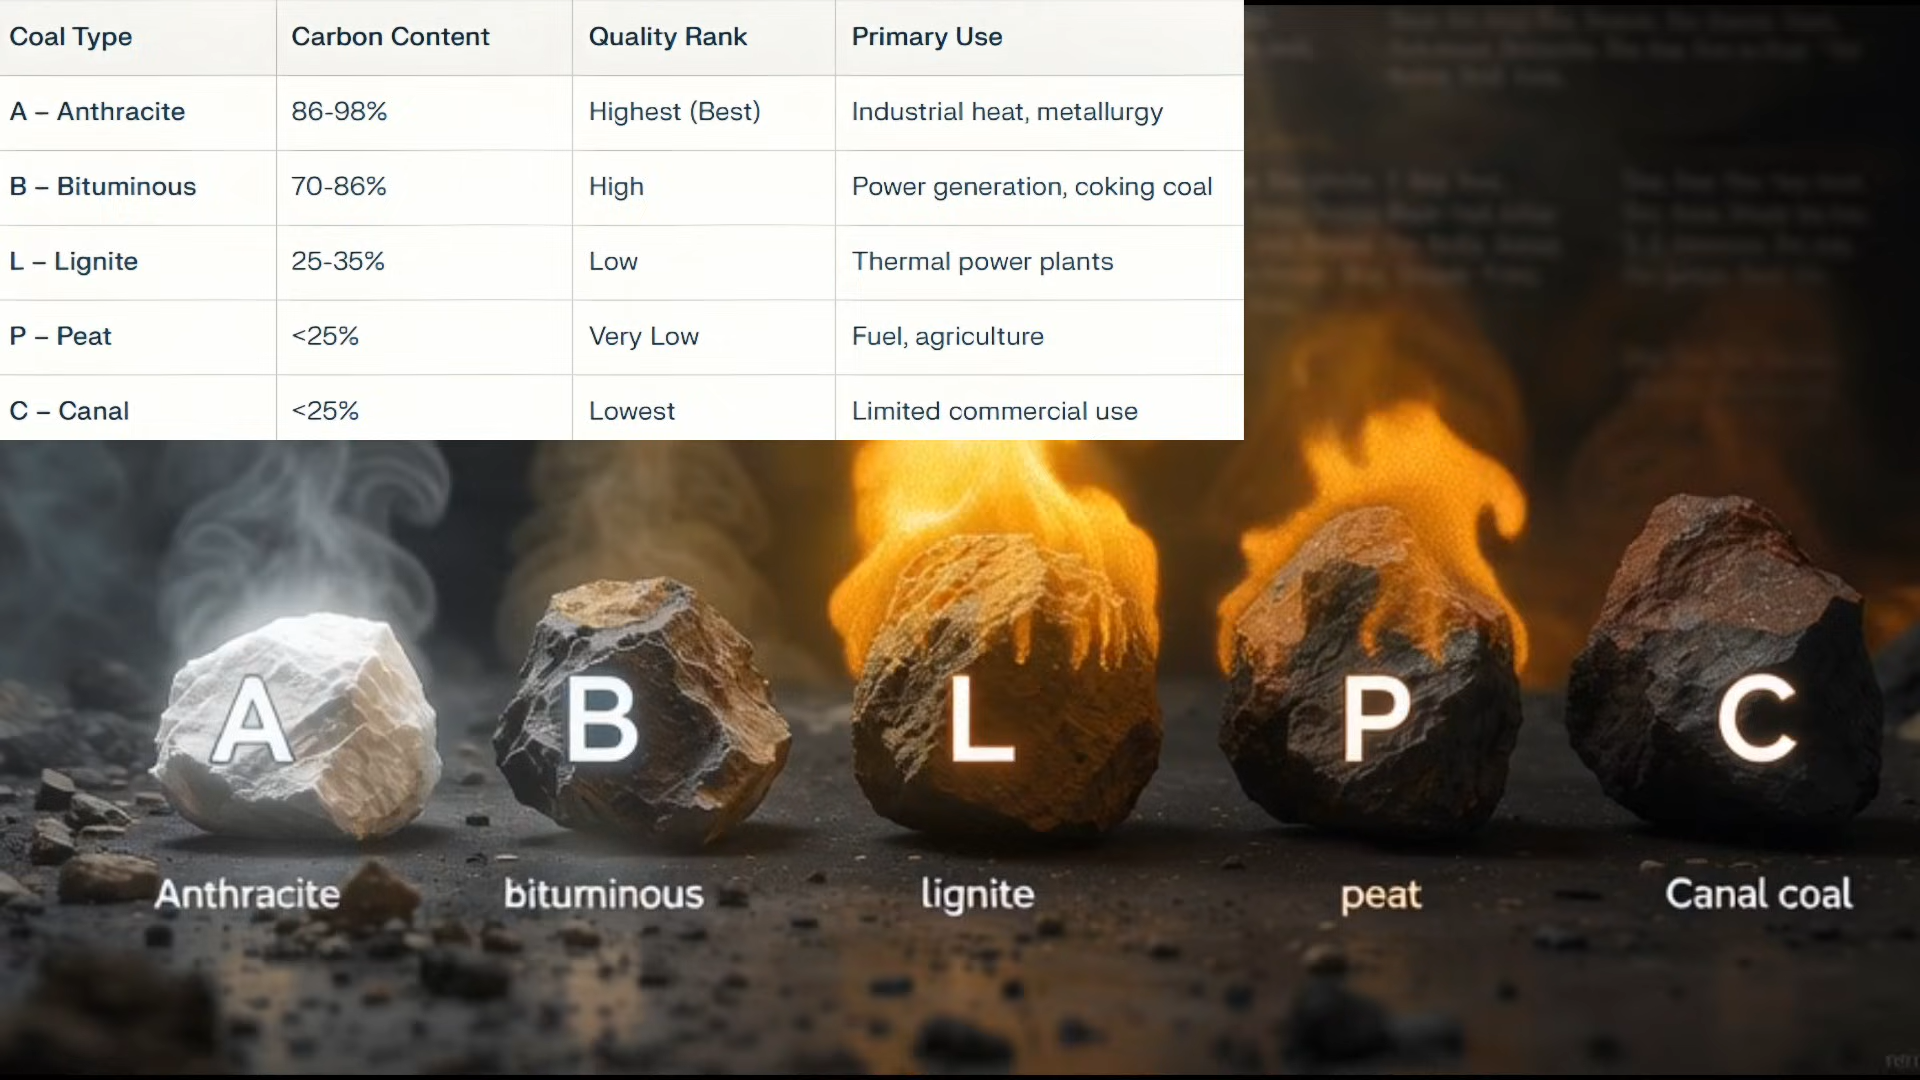 Coal Type Carbon Content Quality Rank Primary Use
A – Anthracite 86-98% Highest (Best) Industrial heat, metallurgy
B – Bituminous 70-86% High Power generation, coking coal
L – Lignite 25-35% Low Thermal power plants
P – Peat <25% Very Low Fuel, agriculture
C – Canal <25% Lowest Limited commercial use
A B L P C
Anthracite bituminous lignite peat Canal coal